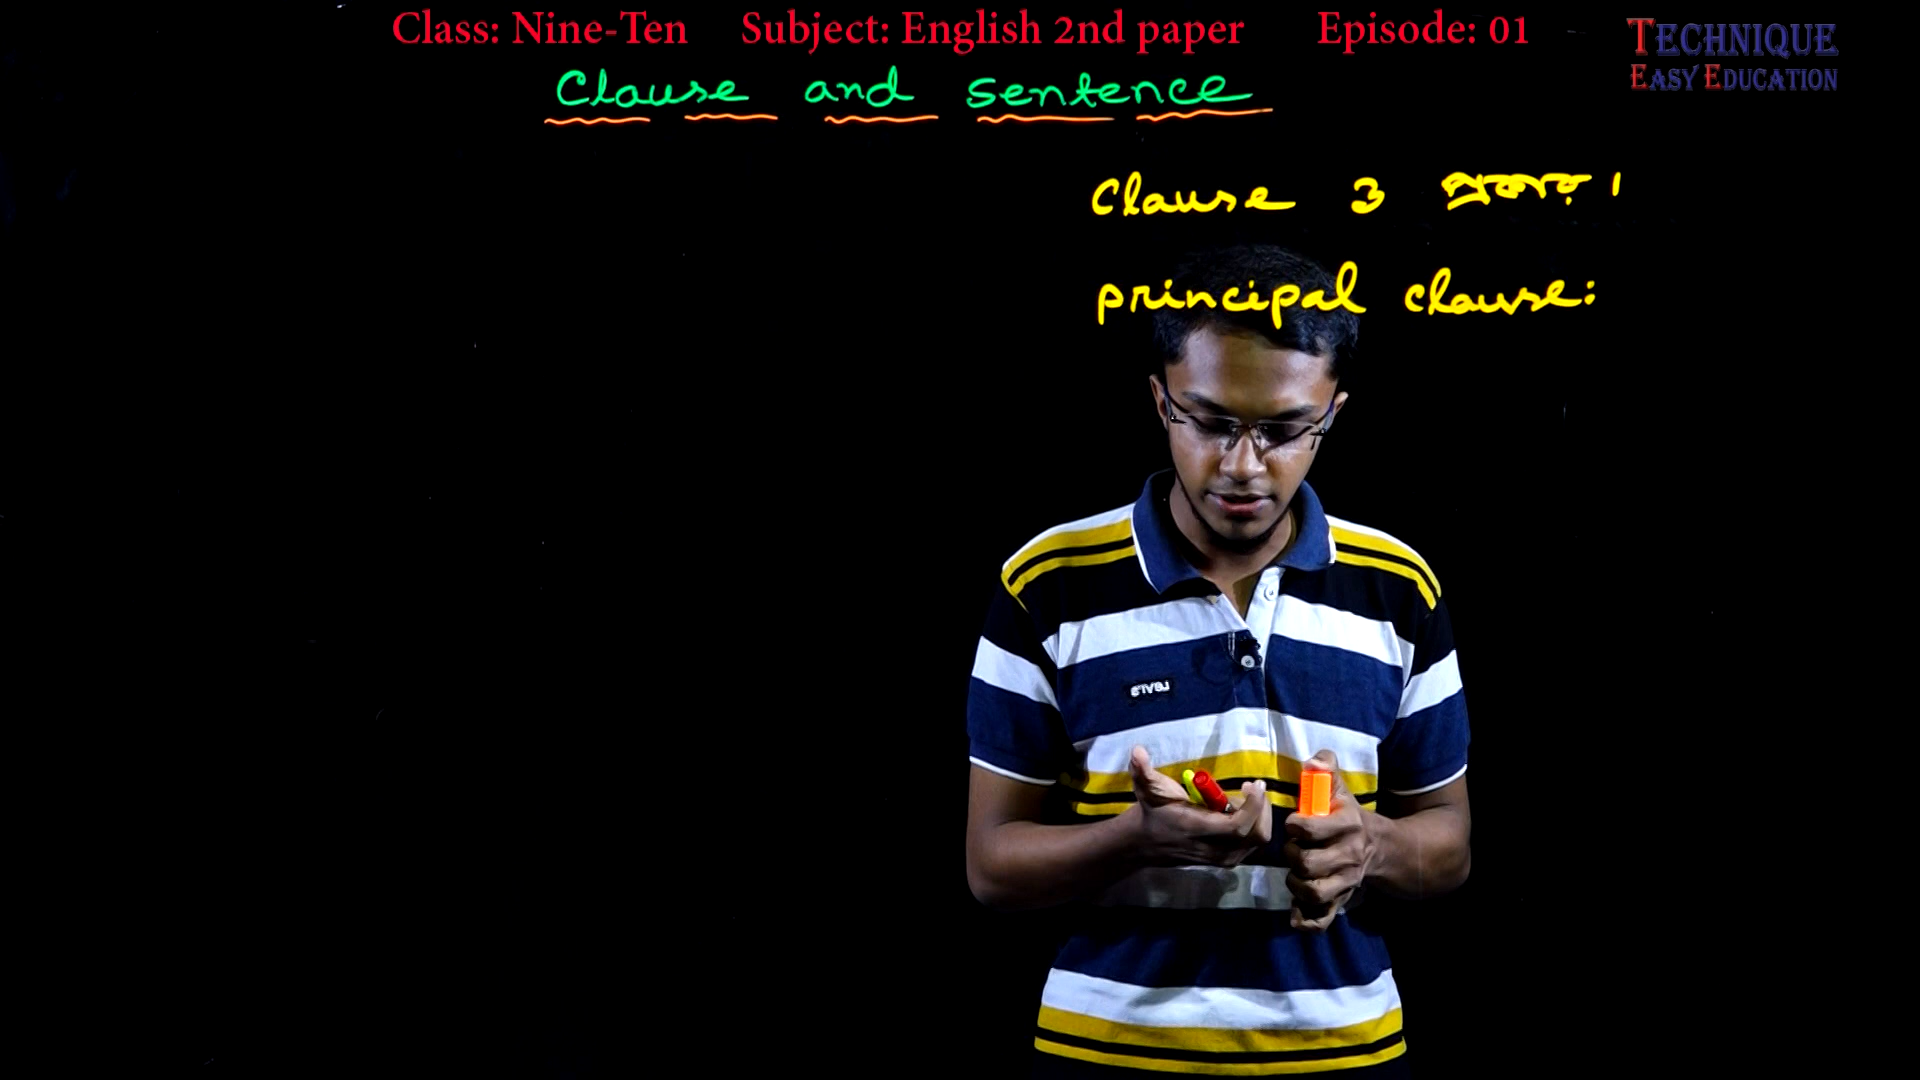 Class: Nine-Ten Subject: English 2nd paper Episode: 01
TECHNIQUE
EASY EDUCATION
Clause and sentence
Clause ৩ প্রকার।
principal clause:
LEVI'S